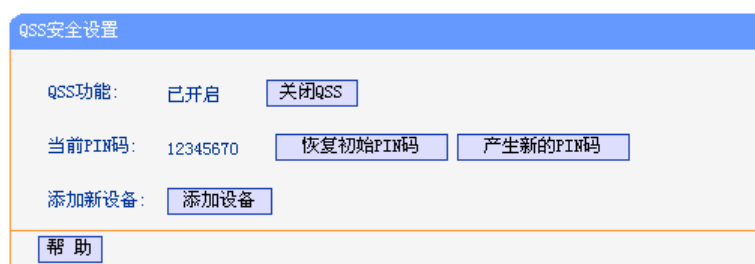 QSS安全设置
QSS功能: 已开启 关闭QSS
当前PIN码: 12345670 恢复初始PIN码 产生新的PIN码
添加新设备: 添加设备
帮 助